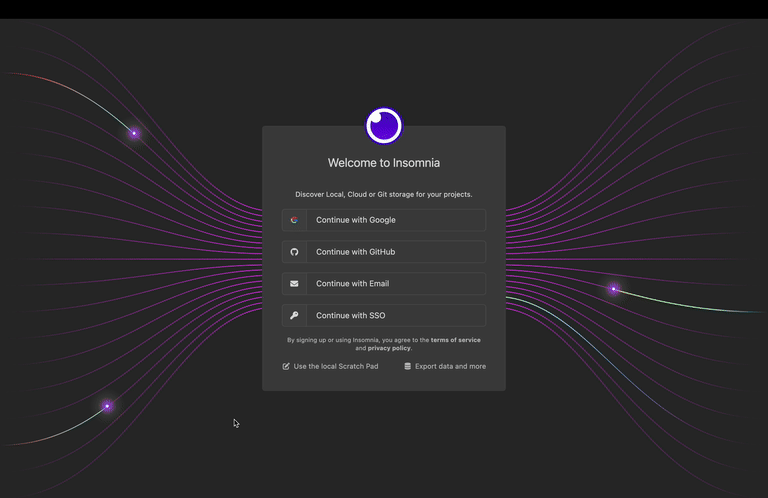 Welcome to Insomnia
Discover Local, Cloud or Git storage for your projects.
Continue with Google
Continue with GitHub
Continue with Email
Continue with SSO
By signing up or using Insomnia, you agree to the terms of service
and privacy policy.
Use the local Scratch Pad
Export data and more